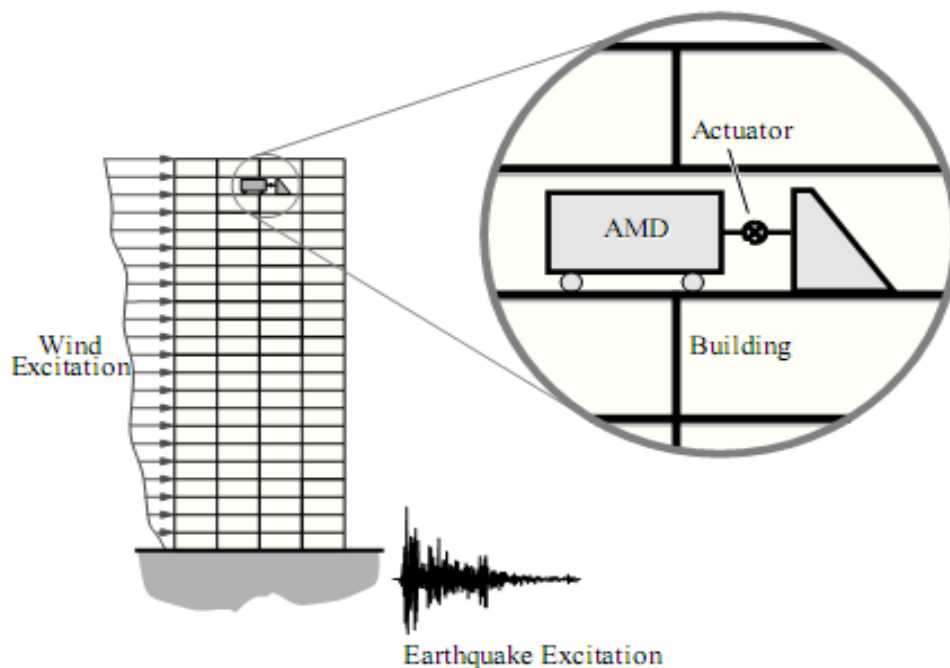 Actuator
AMD
Wind
Excitation
Building
Earthquake Excitation